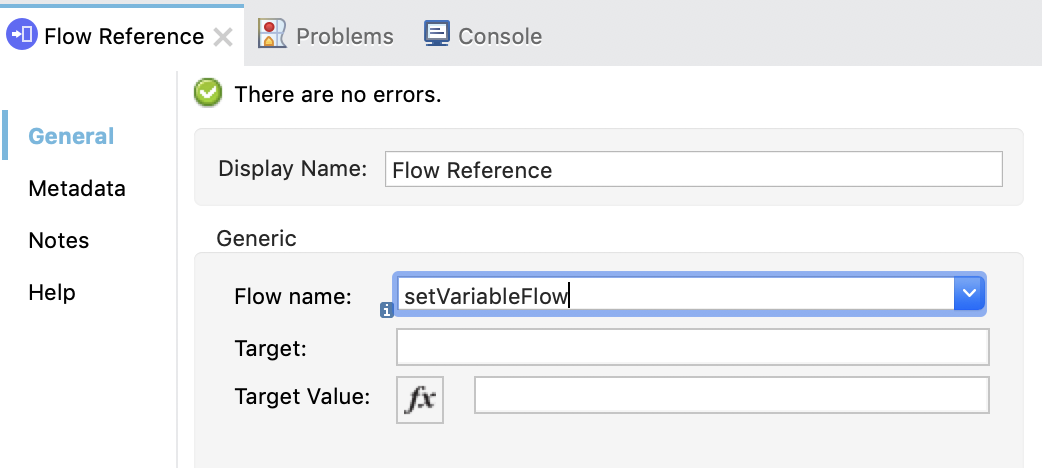 Flow Reference Problems Console
There are no errors.
General
Display Name: Flow Reference
Metadata
Notes
Generic
Help
Flow name: setVariableFlow
Target:
Target Value: fx